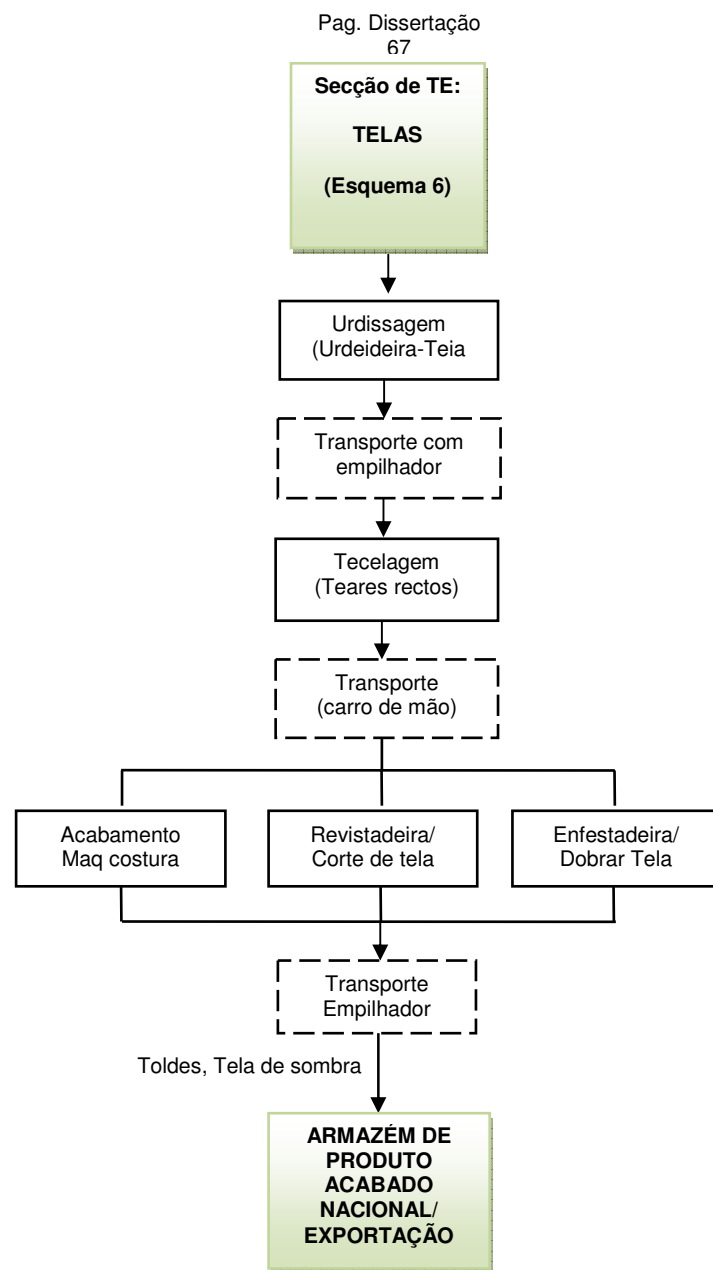 Pag. Dissertação
67
Secção de TE:
TELAS
(Esquema 6)
Urdissagem
(Urdeideira-Teia
Transporte com
empilhador
Tecelagem
(Teares rectos)
Transporte
(carro de mão)
Acabamento
Maq costura
Revistadeira/
Corte de tela
Enfestadeira/
Dobrar Tela
Transporte
Empilhador
Toldes, Tela de sombra
ARMAZÉM DE
PRODUTO
ACABADO
NACIONAL/
EXPORTAÇÃO